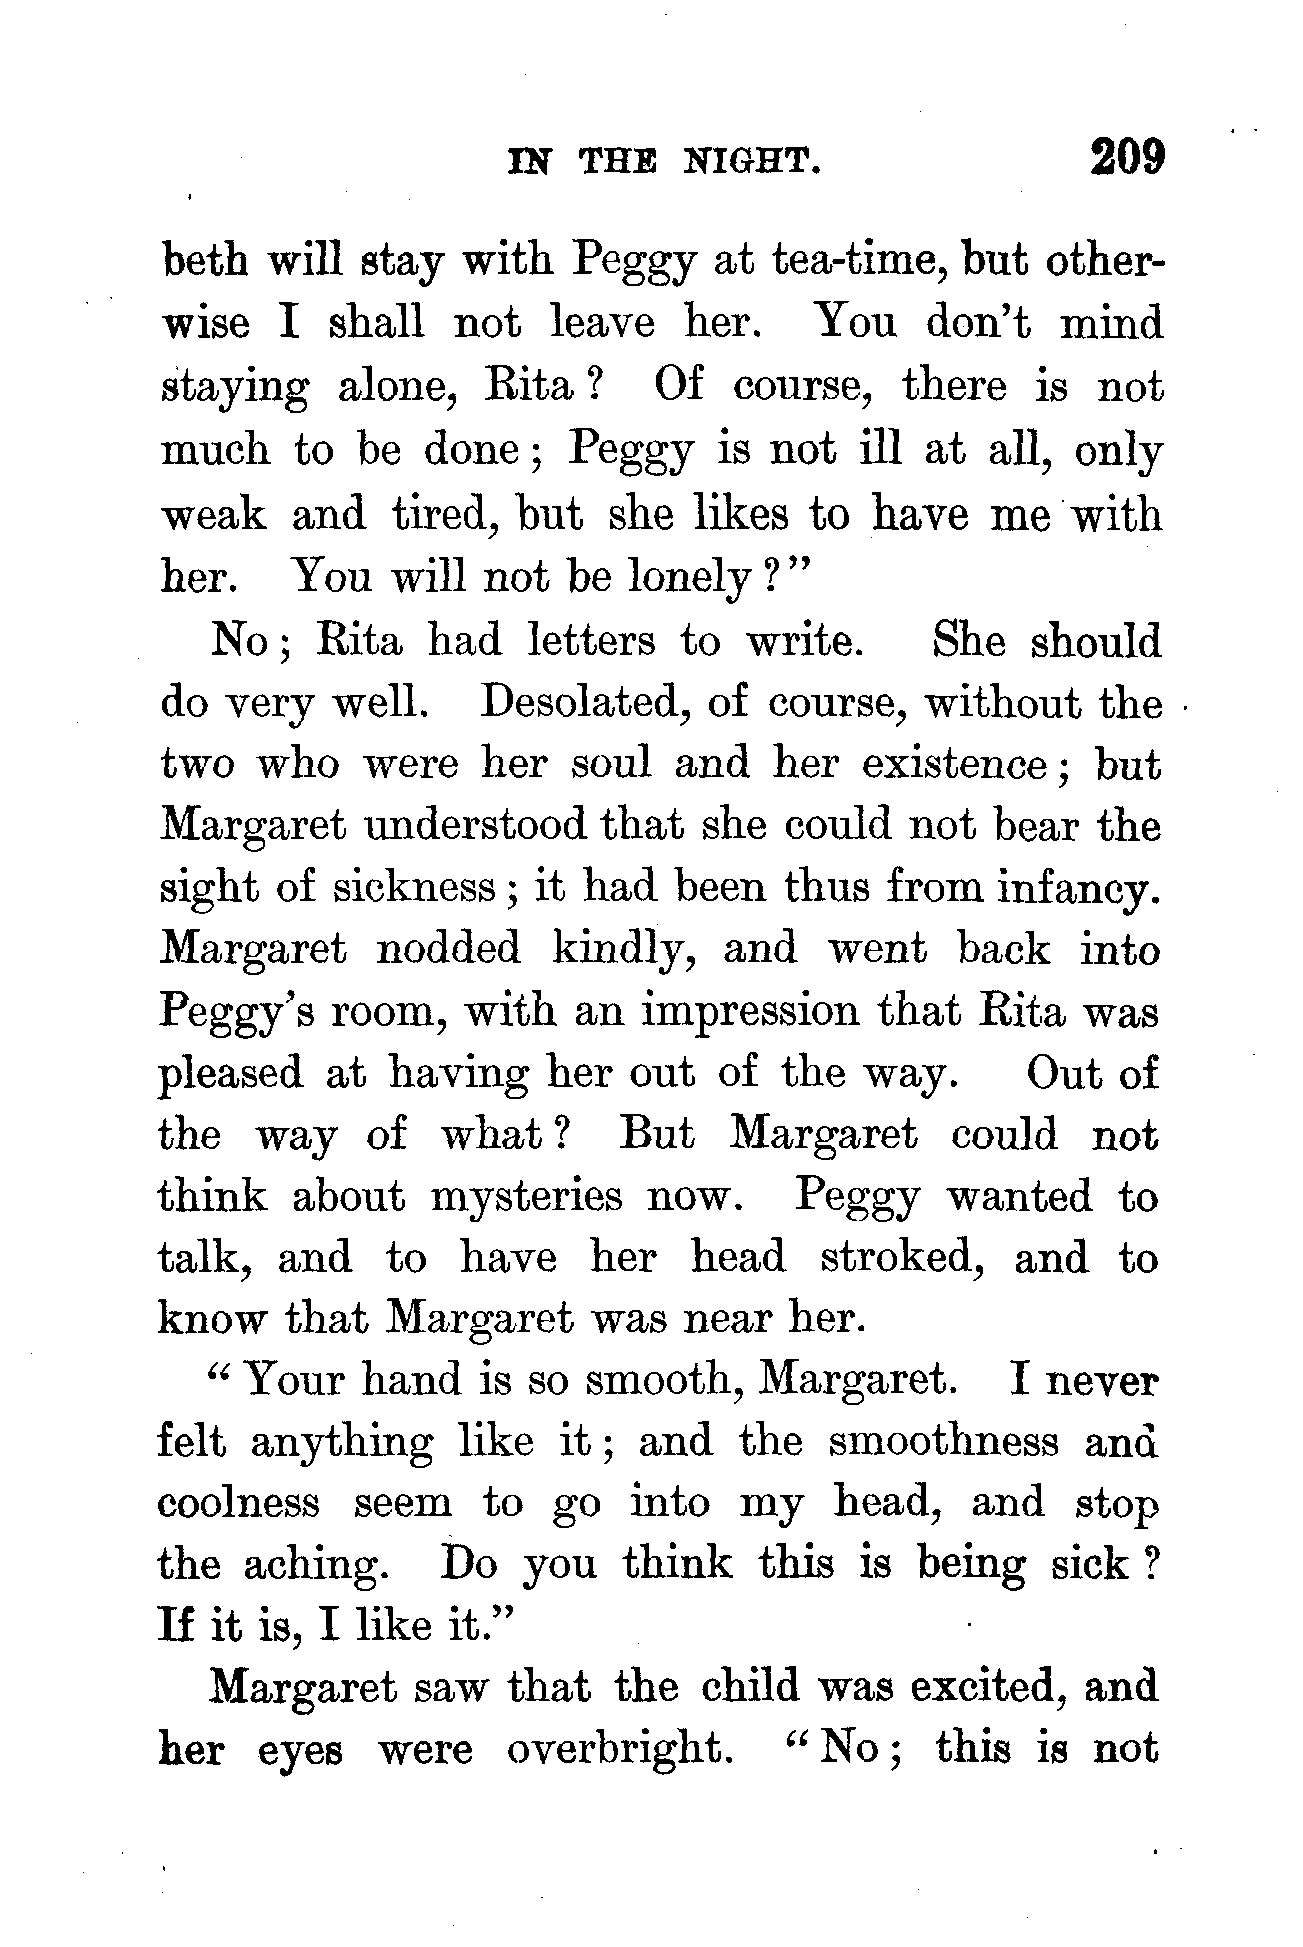 IN THE NIGHT. 209
beth will stay with Peggy at tea-time, but other-
wise I shall not leave her. You don't mind
staying alone, Rita? Of course, there is not
much to be done; Peggy is not ill at all, only
weak and tired, but she likes to have me with
her. You will not be lonely?"
No; Rita had letters to write. She should
do very well. Desolated, of course, without the
two who were her soul and her existence; but
Margaret understood that she could not bear the
sight of sickness; it had been thus from infancy.
Margaret nodded kindly, and went back into
Peggy's room, with an impression that Rita was
pleased at having her out of the way. Out of
the way of what? But Margaret could not
think about mysteries now. Peggy wanted to
talk, and to have her head stroked, and to
know that Margaret was near her.
"Your hand is so smooth, Margaret. I never
felt anything like it; and the smoothness and
coolness seem to go into my head, and stop
the aching. Do you think this is being sick?
If it is, I like it."
Margaret saw that the child was excited, and
her eyes were overbright. "No; this is not